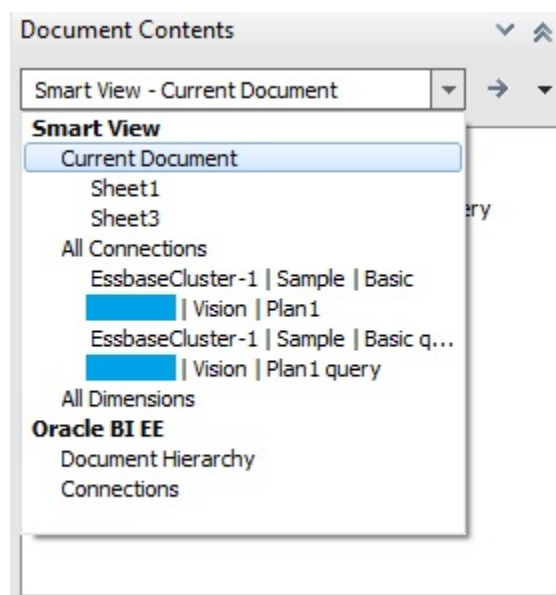 Document Contents
Smart View - Current Document
Smart View
Current Document
Sheet1
Sheet3
ery
All Connections
EssbaseCluster-1 | Sample | Basic
| Vision | Plan1
EssbaseCluster-1 | Sample | Basic q...
| Vision | Plan1 query
All Dimensions
Oracle BI EE
Document Hierarchy
Connections